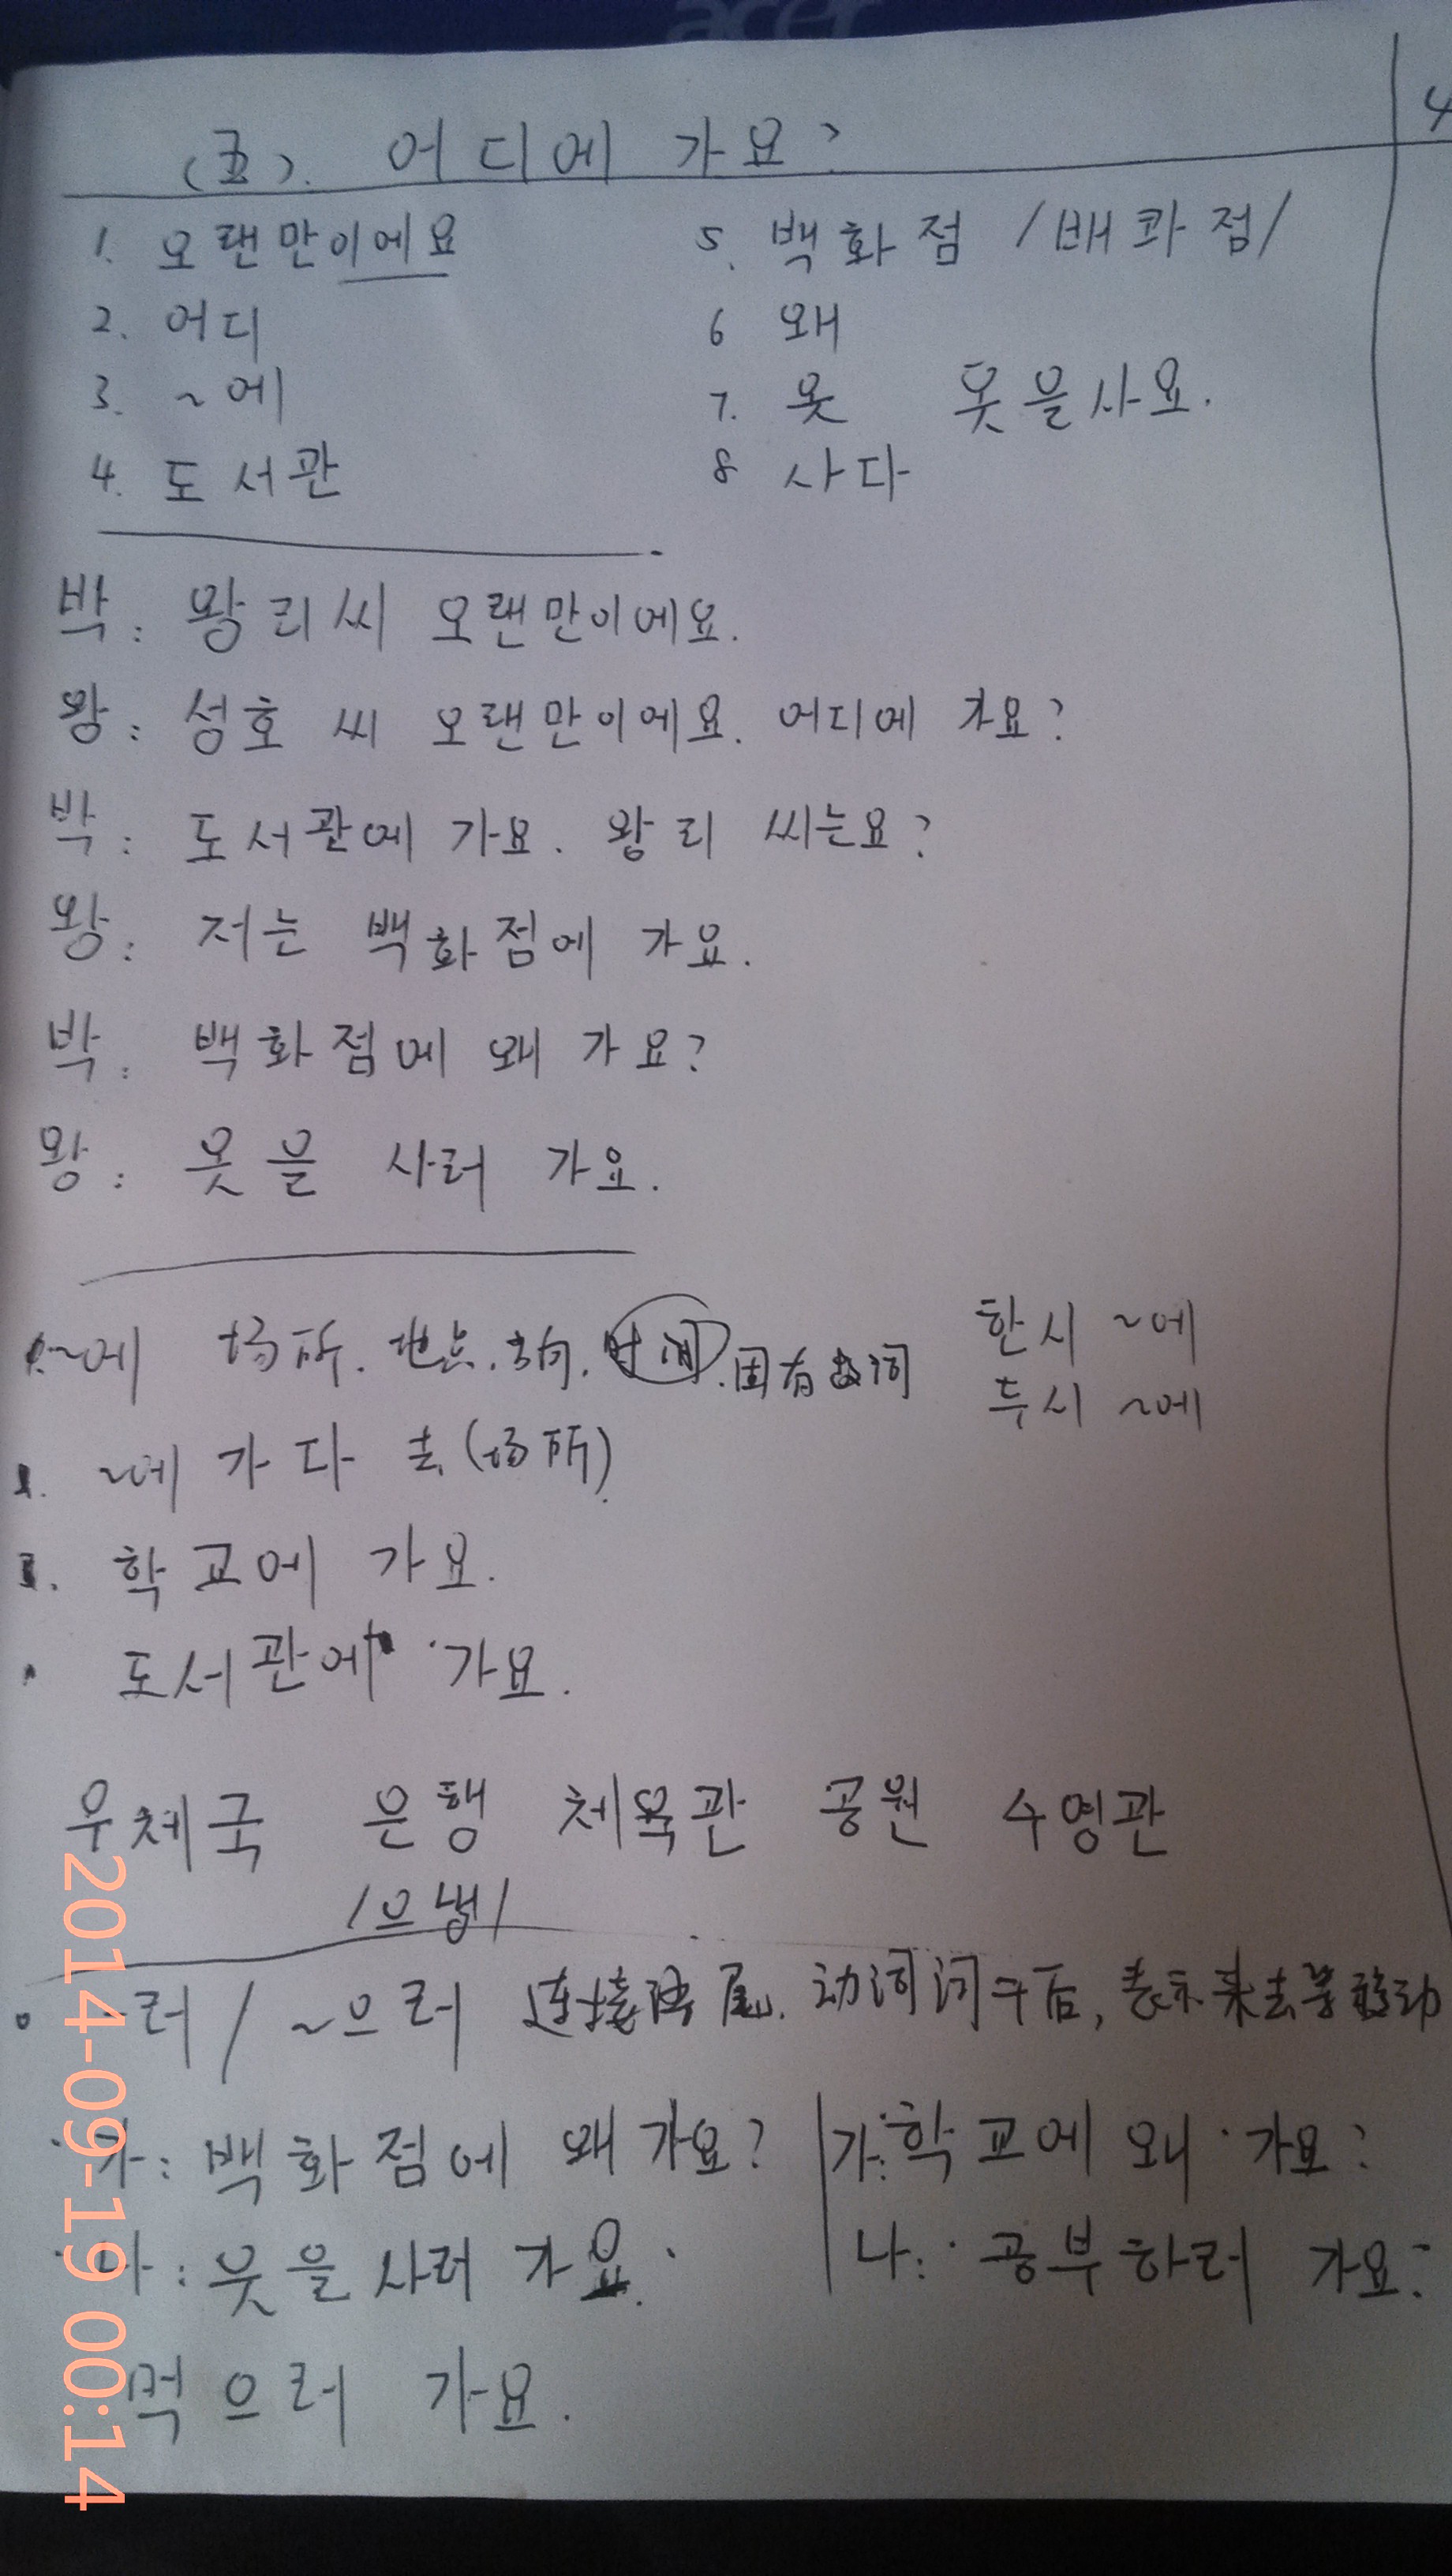 acer
4
(五). 어디에 가요?
1. 오랜만이에요
2. 어디
3. ~에
4. 도서관
5. 백화점 /배콰점/
6 왜
7. 옷 옷을사요.
8 사다
박: 왕리씨 오랜만이에요.
왕: 성호 씨 오랜만이에요. 어디에 가요?
박: 도서관에 가요. 왕리 씨는요?
왕: 저는 백화점에 가요.
박: 백화점에 왜 가요?
왕: 옷을 사러 가요.
1.~에 场所.地点.方向.时间.固有数词
한시 ~에
두시 ~에
1. ~에 가다 去(场所)
학교에 가요.
도서관에 가요.
우체국 은행 체육관 공원 수영관
/으냉/
~러/~으러 连接语尾.动词词干后,表示来去等移动
가: 백화점에 왜 가요?
나: 옷을 사러 가요.
가: 학교에 왜 가요?
나: 공부하러 가요.
먹으러 가요.
2014-09-19 00:14